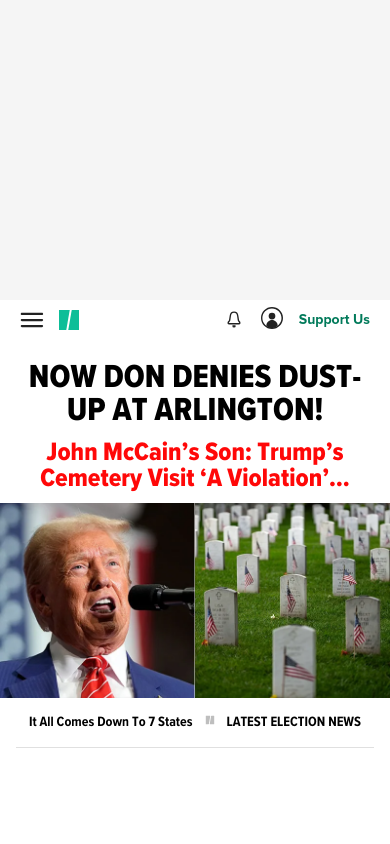 Support Us
NOW DON DENIES DUST-
UP AT ARLINGTON!
John McCain’s Son: Trump’s
Cemetery Visit ‘A Violation’...
It All Comes Down To 7 States
LATEST ELECTION NEWS